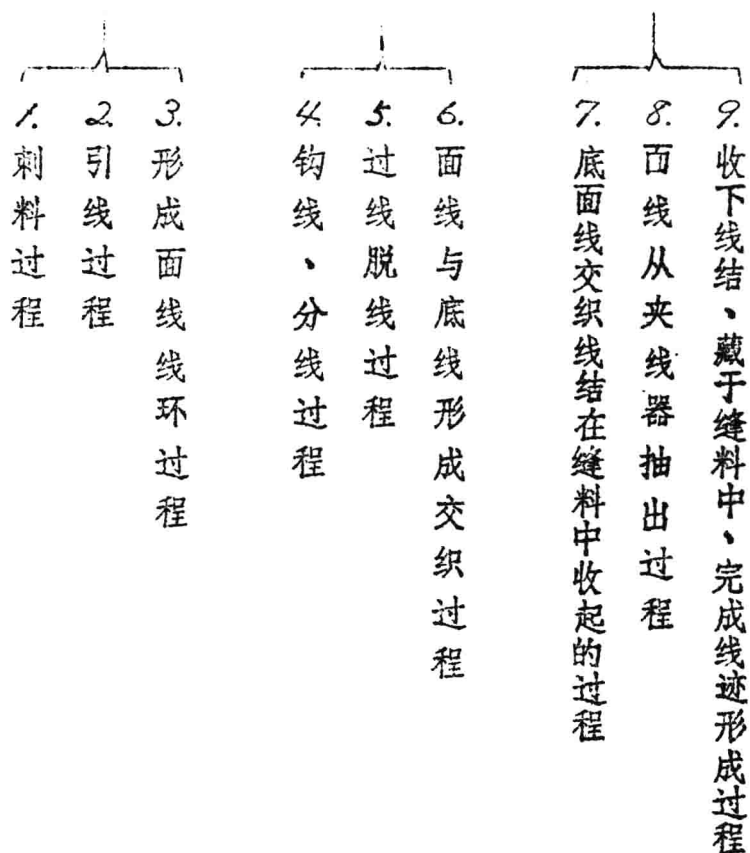 1. 刺料过程
2. 引线过程
3. 形成面线线环过程
4. 钩线、分线过程
5. 过线脱线过程
6. 面线与底线形成交织过程
7. 底面线交织线结在缝料中收起的过程
8. 面线从夹线器抽出过程
9. 收下线结、藏于缝料中、完成线迹形成过程